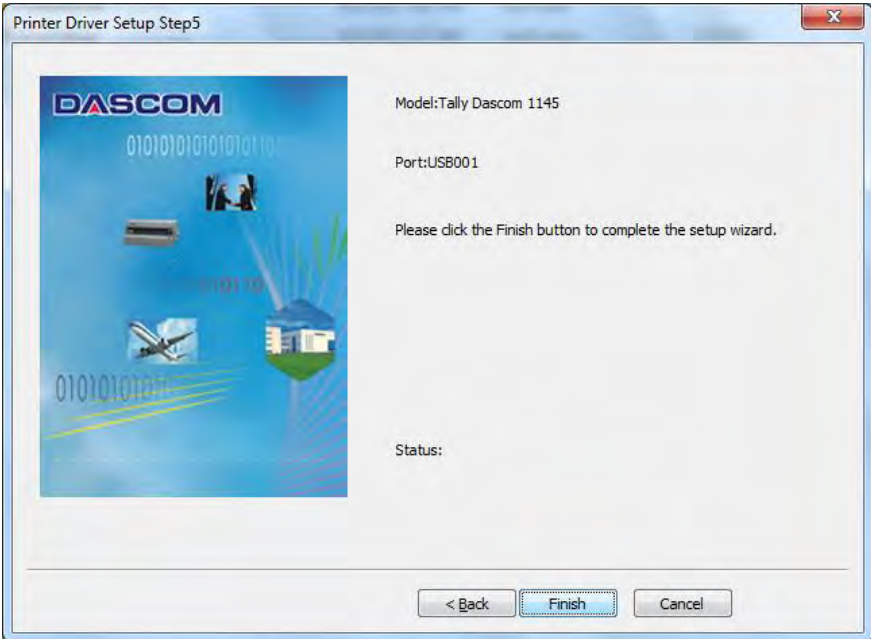 Printer Driver Setup Step5
DASCOM
Model:Tally Dascom 1145
Port:USB001
Please click the Finish button to complete the setup wizard.
Status:
< Back
Finish
Cancel